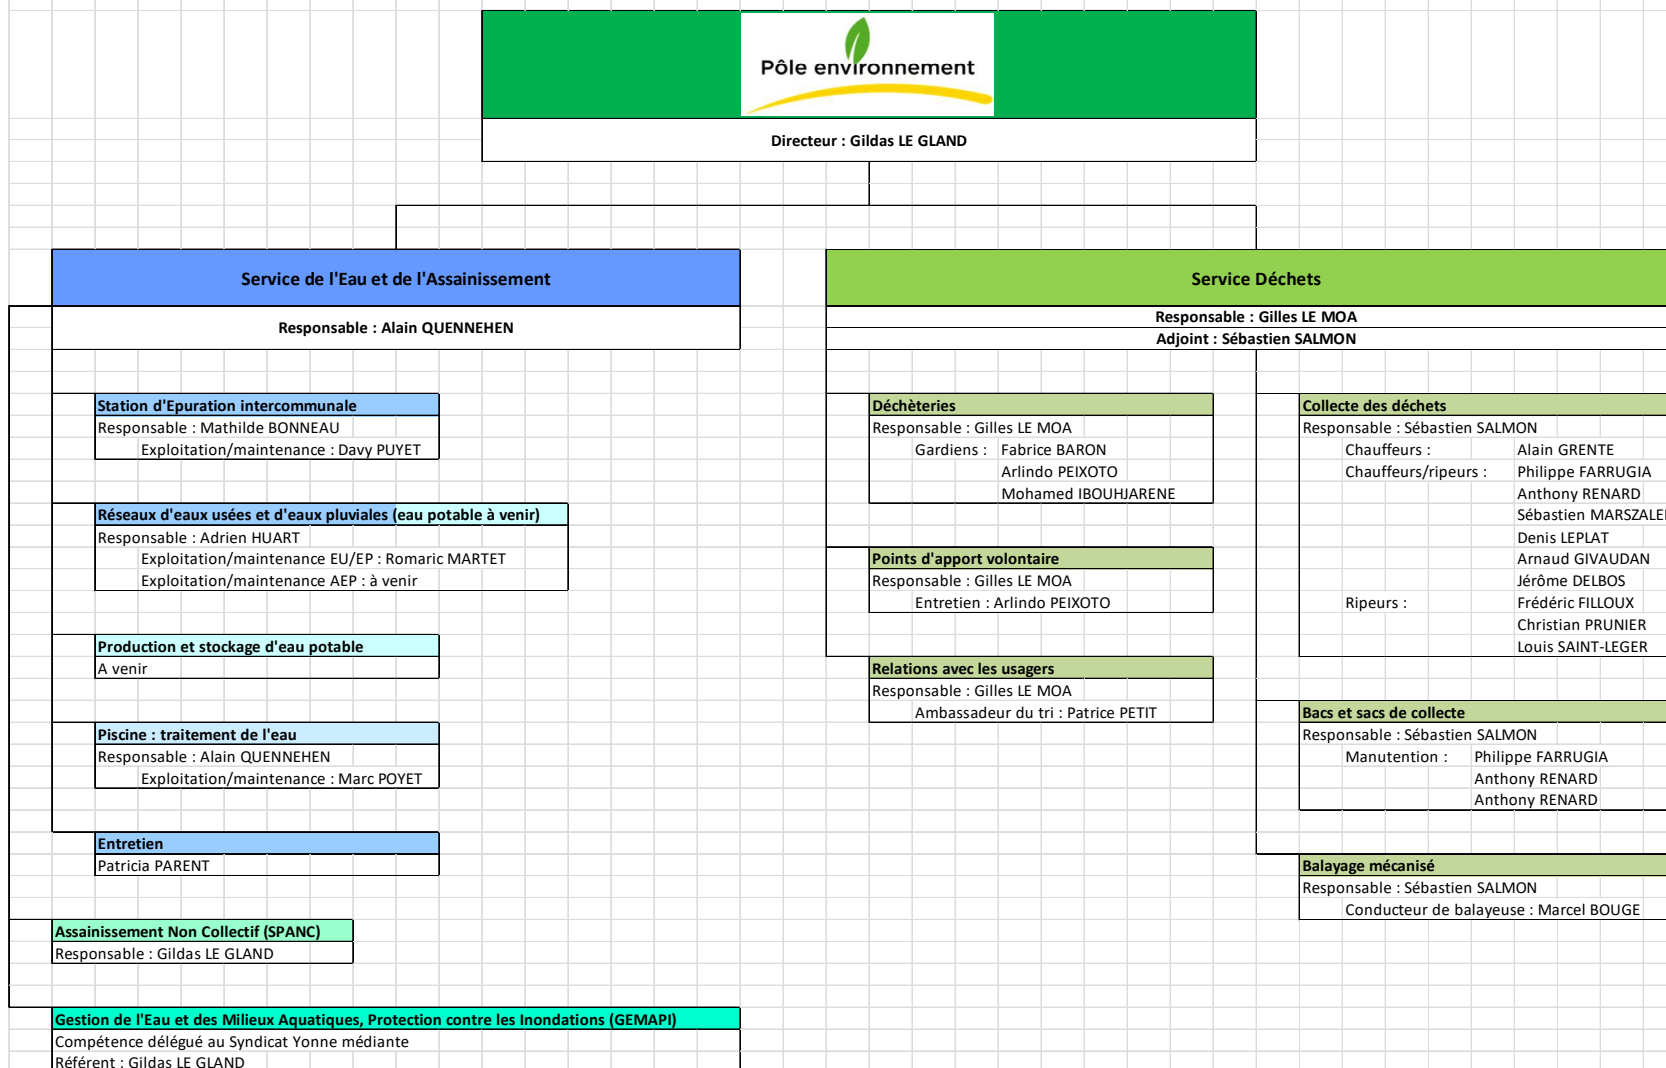 Pôle environnement
Directeur : Gildas LE GLAND
Service de l'Eau et de l'Assainissement
Responsable : Alain QUENNEHEN
Station d'Epuration intercommunale
Responsable : Mathilde BONNEAU
Exploitation/maintenance : Davy PUYET
Réseaux d'eaux usées et d'eaux pluviales (eau potable à venir)
Responsable : Adrien HUART
Exploitation/maintenance EU/EP : Romaric MARTET
Exploitation/maintenance AEP : à venir
Production et stockage d'eau potable
A venir
Piscine : traitement de l'eau
Responsable : Alain QUENNEHEN
Exploitation/maintenance : Marc POYET
Entretien
Patricia PARENT
Assainissement Non Collectif (SPANC)
Responsable : Gildas LE GLAND
Gestion de l'Eau et des Milieux Aquatiques, Protection contre les Inondations (GEMAPI)
Compétence délégué au Syndicat Yonne médiante
Référent : Gildas LE GLAND
Service Déchets
Responsable : Gilles LE MOA
Adjoint : Sébastien SALMON
Déchèteries
Responsable : Gilles LE MOA
Gardiens : Fabrice BARON
Arlindo PEIXOTO
Mohamed IBOUHJARENE
Points d'apport volontaire
Responsable : Gilles LE MOA
Entretien : Arlindo PEIXOTO
Relations avec les usagers
Responsable : Gilles LE MOA
Ambassadeur du tri : Patrice PETIT
Collecte des déchets
Responsable : Sébastien SALMON
Chauffeurs : Alain GRENTE
Chauffeurs/ripeurs : Philippe FARRUGIA
Anthony RENARD
Sébastien
Denis LEPLAT
Arnaud GIVAUDAN
Jérôme DELBOS
Ripeurs : Frédéric FILLOUX
Christian PRUNIER
Louis SAINT-LEGER
Bacs et sacs de collecte
Responsable : Sébastien SALMON
Manutention : Philippe FARRUGIA
Anthony RENARD
Anthony RENARD
Balayage mécanisé
Responsable : Sébastien SALMON
Conducteur de balayeuse : Marcel BOUGE